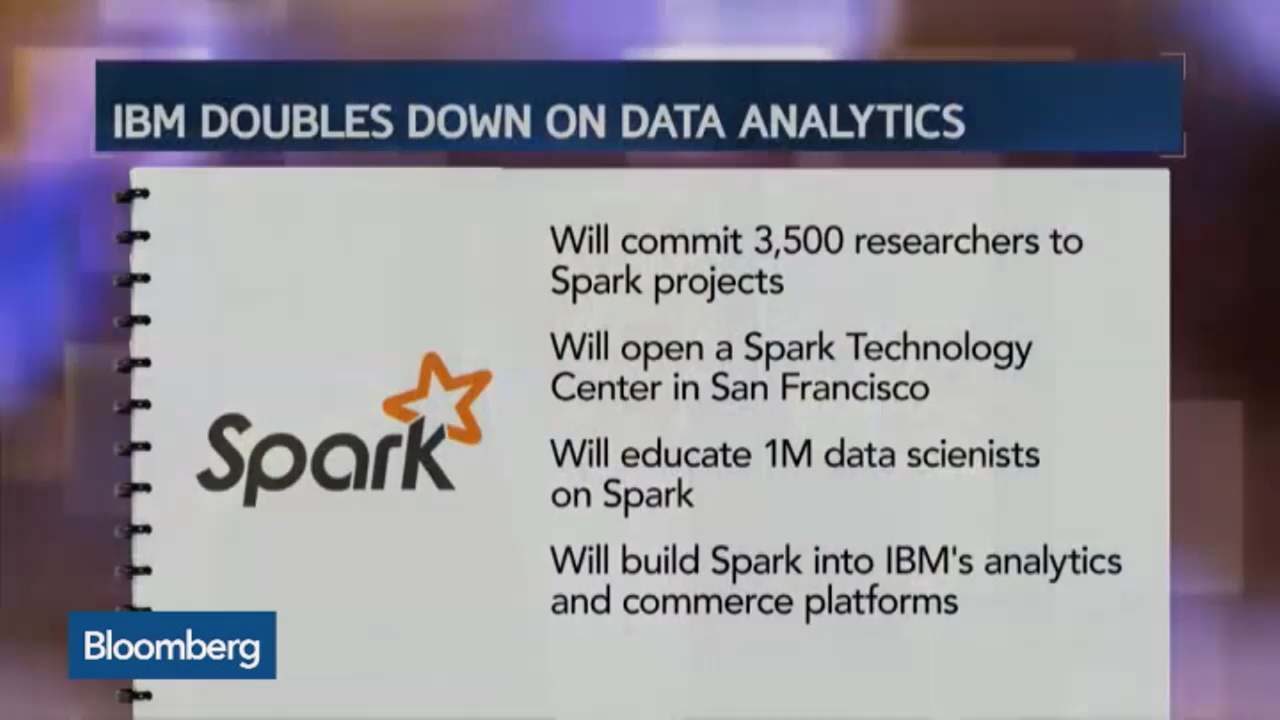 IBM DOUBLES DOWN ON DATA ANALYTICS
Spark
Will commit 3,500 researchers to
Spark projects
Will open a Spark Technology
Center in San Francisco
Will educate 1M data scienists
on Spark
Will build Spark into IBM's analytics
and commerce platforms
Bloomberg